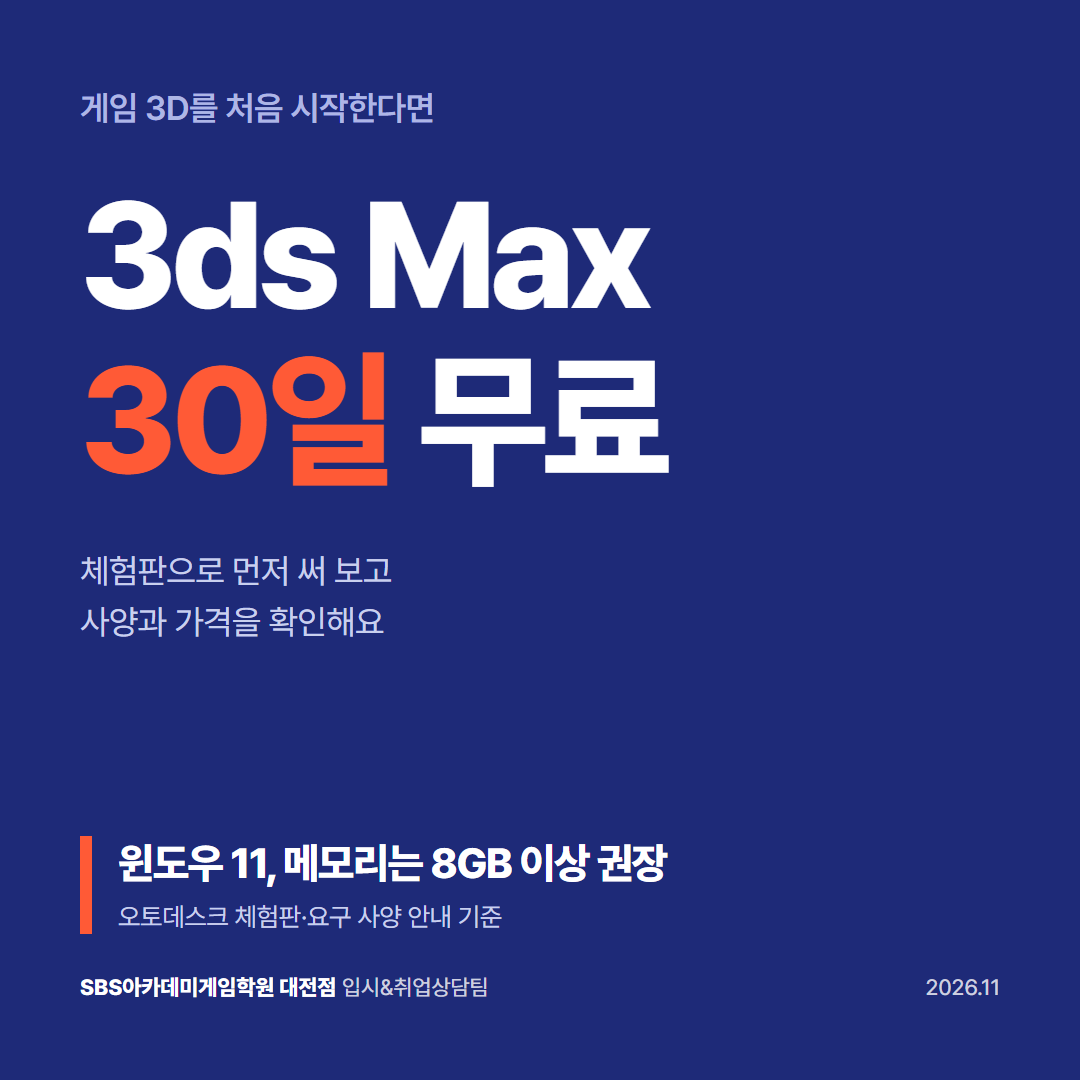 게임 3D를 처음 시작한다면
3ds Max
30일 무료
체험판으로 먼저 써 보고
사양과 가격을 확인해요
윈도우 11, 메모리는 8GB 이상 권장
오토데스크 체험판·요구 사양 안내 기준
SBS아카데미게임학원 대전점 입시&취업상담팀
2026.11